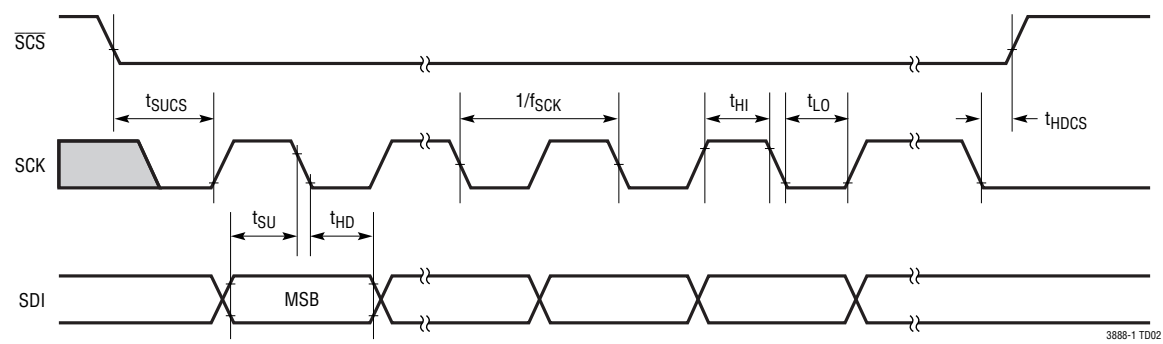 SCS
tSUCS
1/fSCK
tHI
tLO
tHDCS
SCK
tSU
tHD
SDI
MSB
3888-1 TD02